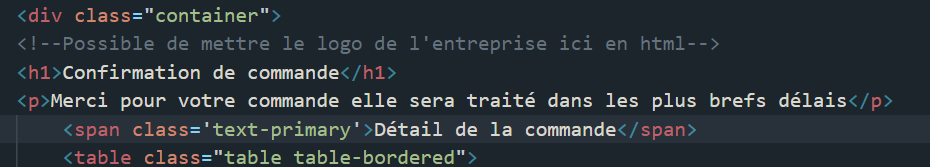 <div class="container">
<!--Possible de mettre le logo de l'entreprise ici en html-->
<h1>Confirmation de commande</h1>
<p>Merci pour votre commande elle sera traité dans les plus brefs délais</p>
<span class='text-primary'>Détail de la commande</span>
<table class="table table-bordered">